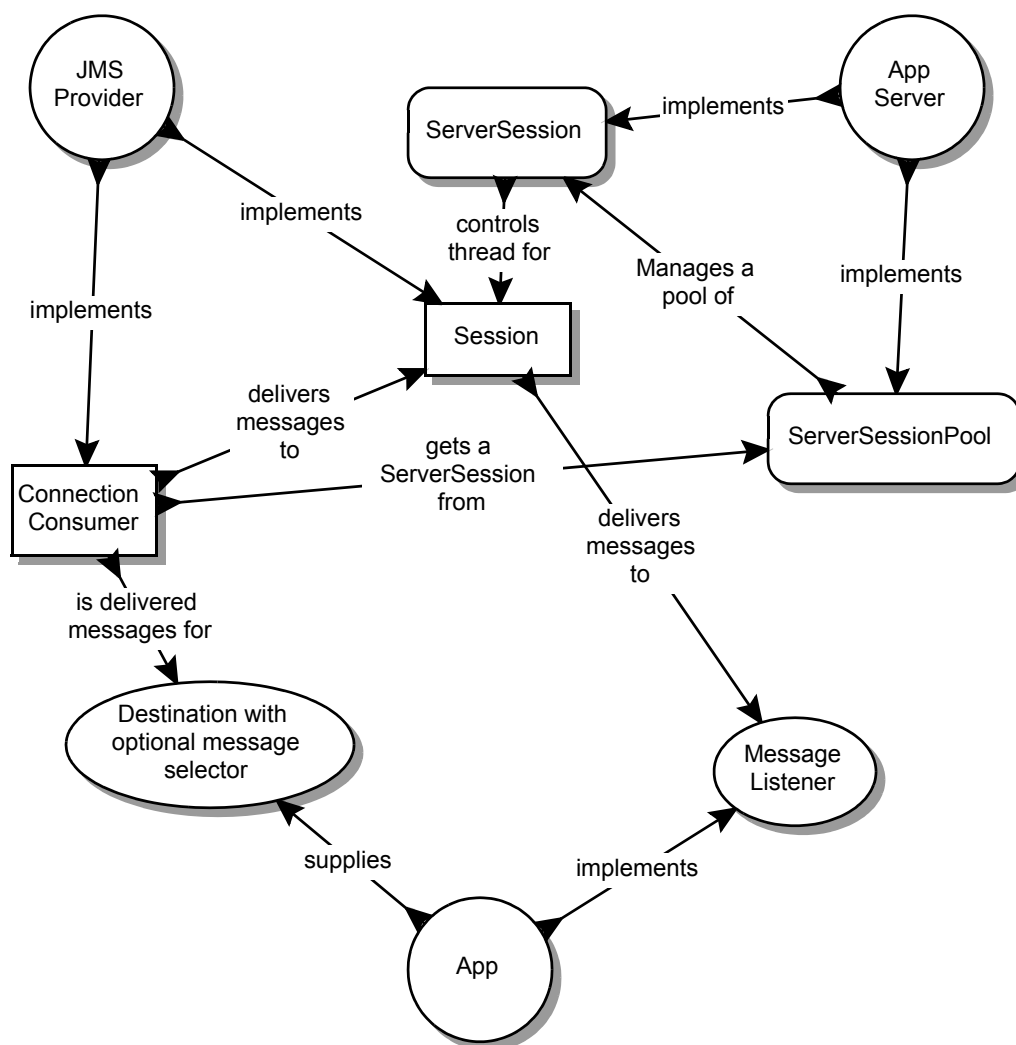 JMS
Provider
App
Server
implements
ServerSession
implements
controls
thread for
Manages a
pool of
implements
implements
Session
delivers
messages
to
gets a
ServerSession
from
ServerSessionPool
Connection
Consumer
delivers
messages
to
is delivered
messages for
Destination with
optional message
selector
Message
Listener
supplies
implements
App